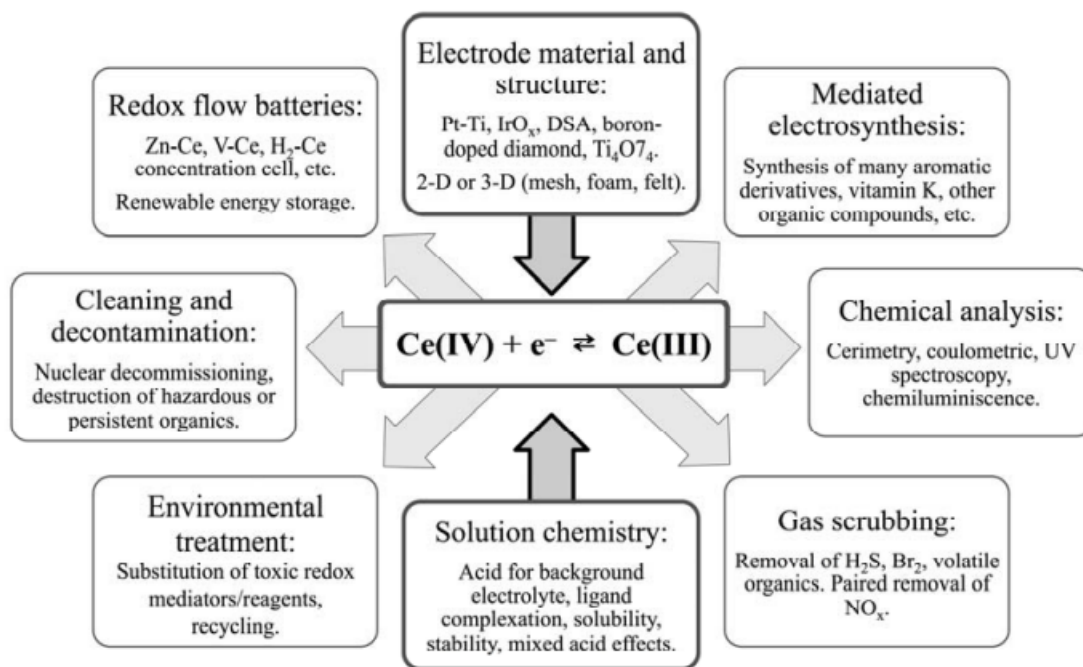 Electrode material and
structure:
Pt-Ti, IrOₓ, DSA, boron-
doped diamond, Ti₄O7₄.
2-D or 3-D (mesh, foam, felt).
Redox flow batteries:
Zn-Ce, V-Ce, H₂-Ce
concentration cell, etc.
Renewable energy storage.
Mediated
electrosynthesis:
Synthesis of many aromatic
derivatives, vitamin K, other
organic compounds, etc.
Cleaning and
decontamination:
Nuclear decommissioning,
destruction of hazardous or
persistent organics.
Ce(IV) + e⁻ ⇄ Ce(III)
Chemical analysis:
Cerimetry, coulometric, UV
spectroscopy,
chemiluminiscence.
Environmental
treatment:
Substitution of toxic redox
mediators/reagents,
recycling.
Solution chemistry:
Acid for background
electrolyte, ligand
complexation, solubility,
stability, mixed acid effects.
Gas scrubbing:
Removal of H₂S, Br₂, volatile
organics. Paired removal of
NOₓ.